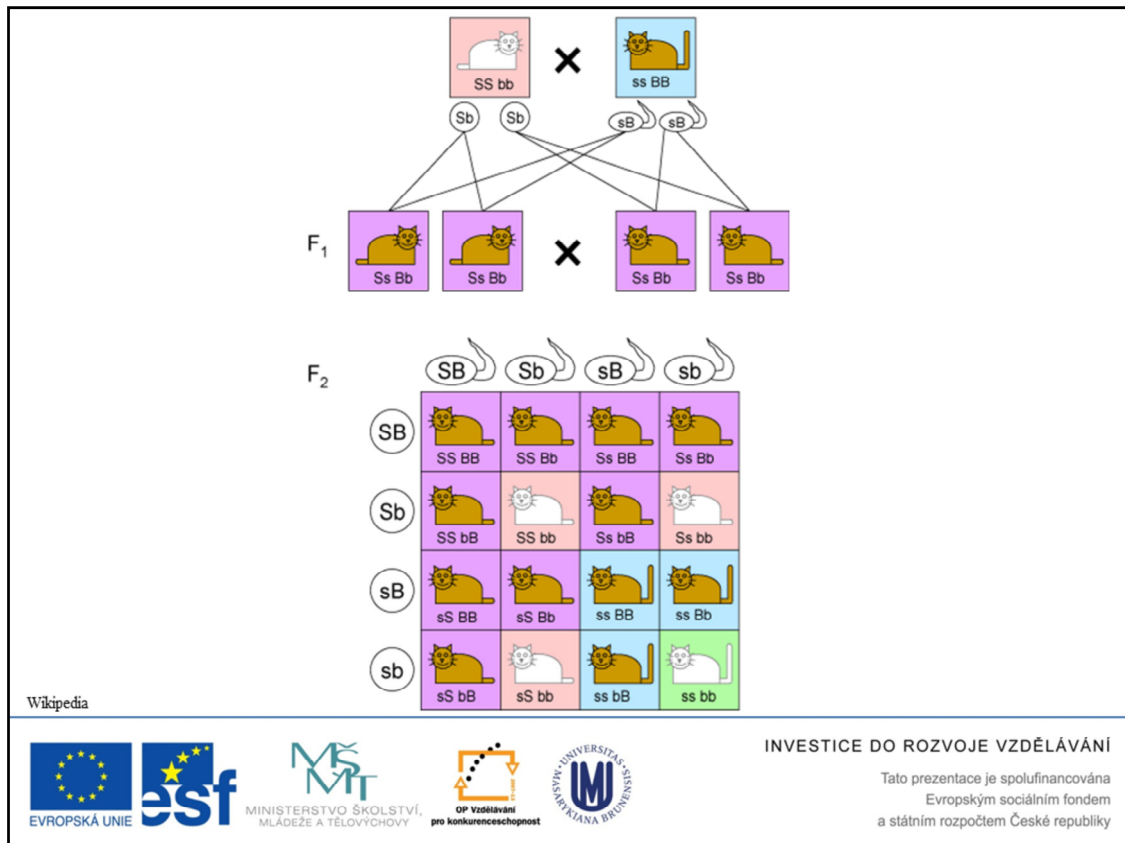 SS bb
ss BB
Sb Sb sB sB
F1
Ss Bb Ss Bb Ss Bb Ss Bb
F2
SB Sb sB sb
SB
SS BB SS Bb Ss BB Ss Bb
Sb
SS bB SS bb Ss bB Ss bb
sB
sS BB sS Bb ss BB ss Bb
sb
sS bB sS bb ss bB ss bb
Wikipedia
EVROPSKÁ UNIE
esf
MŠMT
MINISTERSTVO ŠKOLSTVÍ,
MLÁDEŽE A TĚLOVÝCHOVY
OP Vzdělávání
pro konkurenceschopnost
UNIVERSITAS MASARYKIANA BRUNENSIS
INVESTICE DO ROZVOJE VZDĚLÁVÁNÍ
Tato prezentace je spolufinancována
Evropským sociálním fondem
a státním rozpočtem České republiky